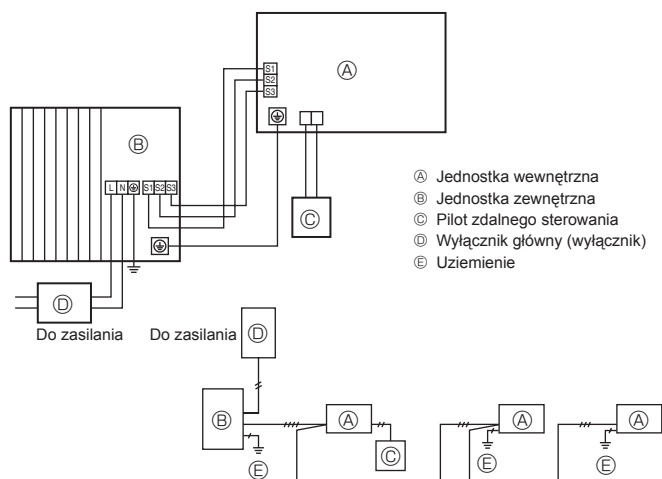 S1
S2
S3
Ⓐ
Ⓑ
L N S1 S2 S3
Ⓒ
Ⓐ Jednostka wewnętrzna
Ⓑ Jednostka zewnętrzna
Ⓒ Pilot zdalnego sterowania
Ⓓ Wyłącznik główny (wyłącznik)
Ⓔ Uziemienie
Ⓓ
Do zasilania
Do zasilania Ⓓ
Ⓑ
Ⓐ
Ⓐ
Ⓐ
Ⓒ
Ⓔ
Ⓔ
Ⓔ